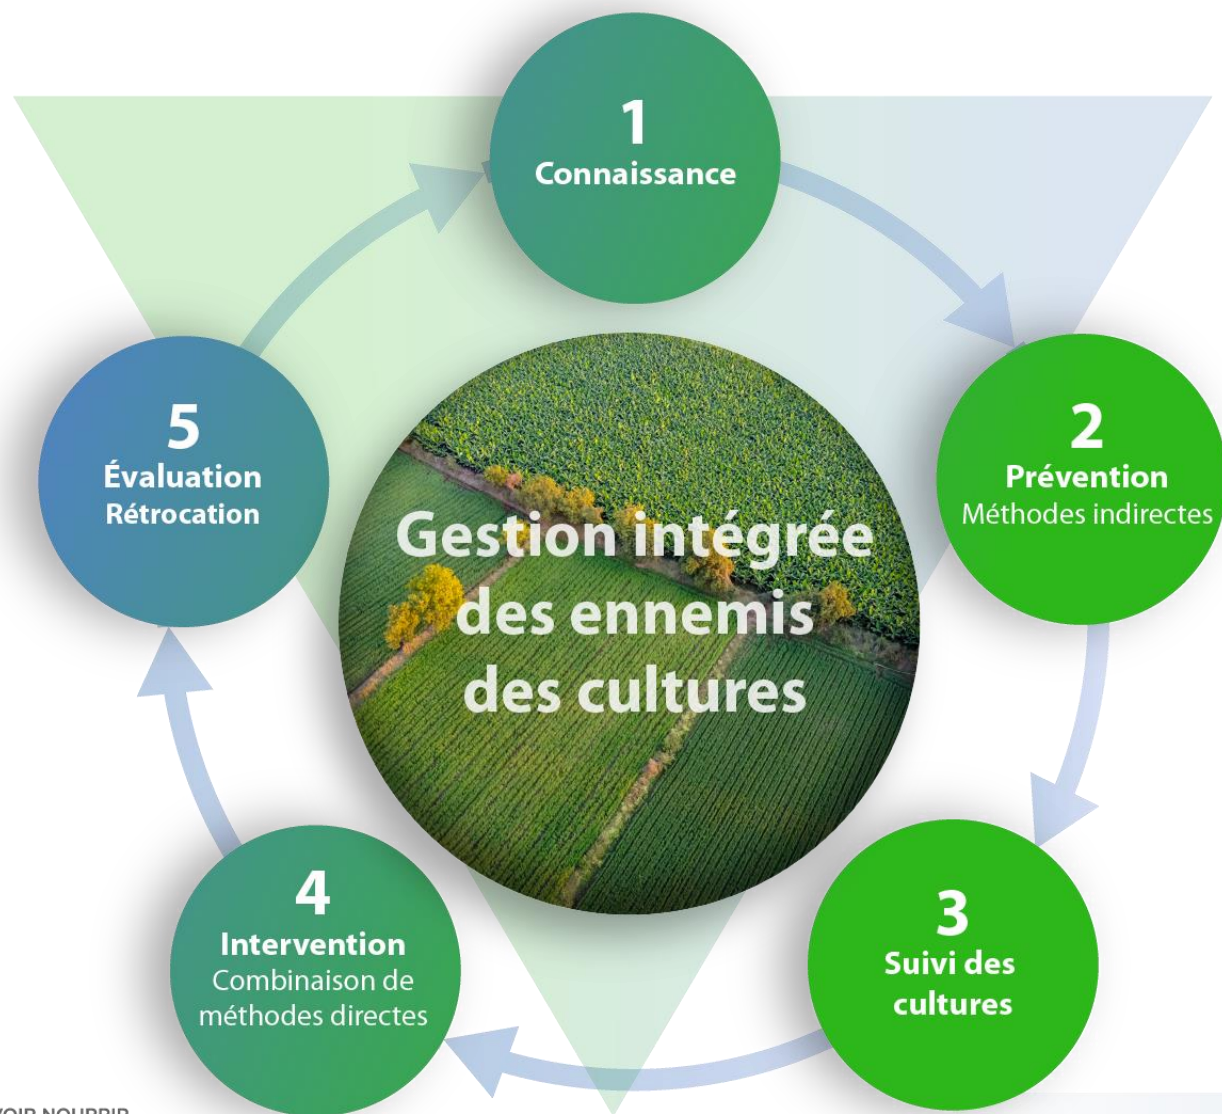 1
Connaissance
2
Prévention
Méthodes indirectes
3
Suivi des
cultures
4
Intervention
Combinaison de
méthodes directes
5
Évaluation
Rétrocation
Gestion intégrée
des ennemis
des cultures